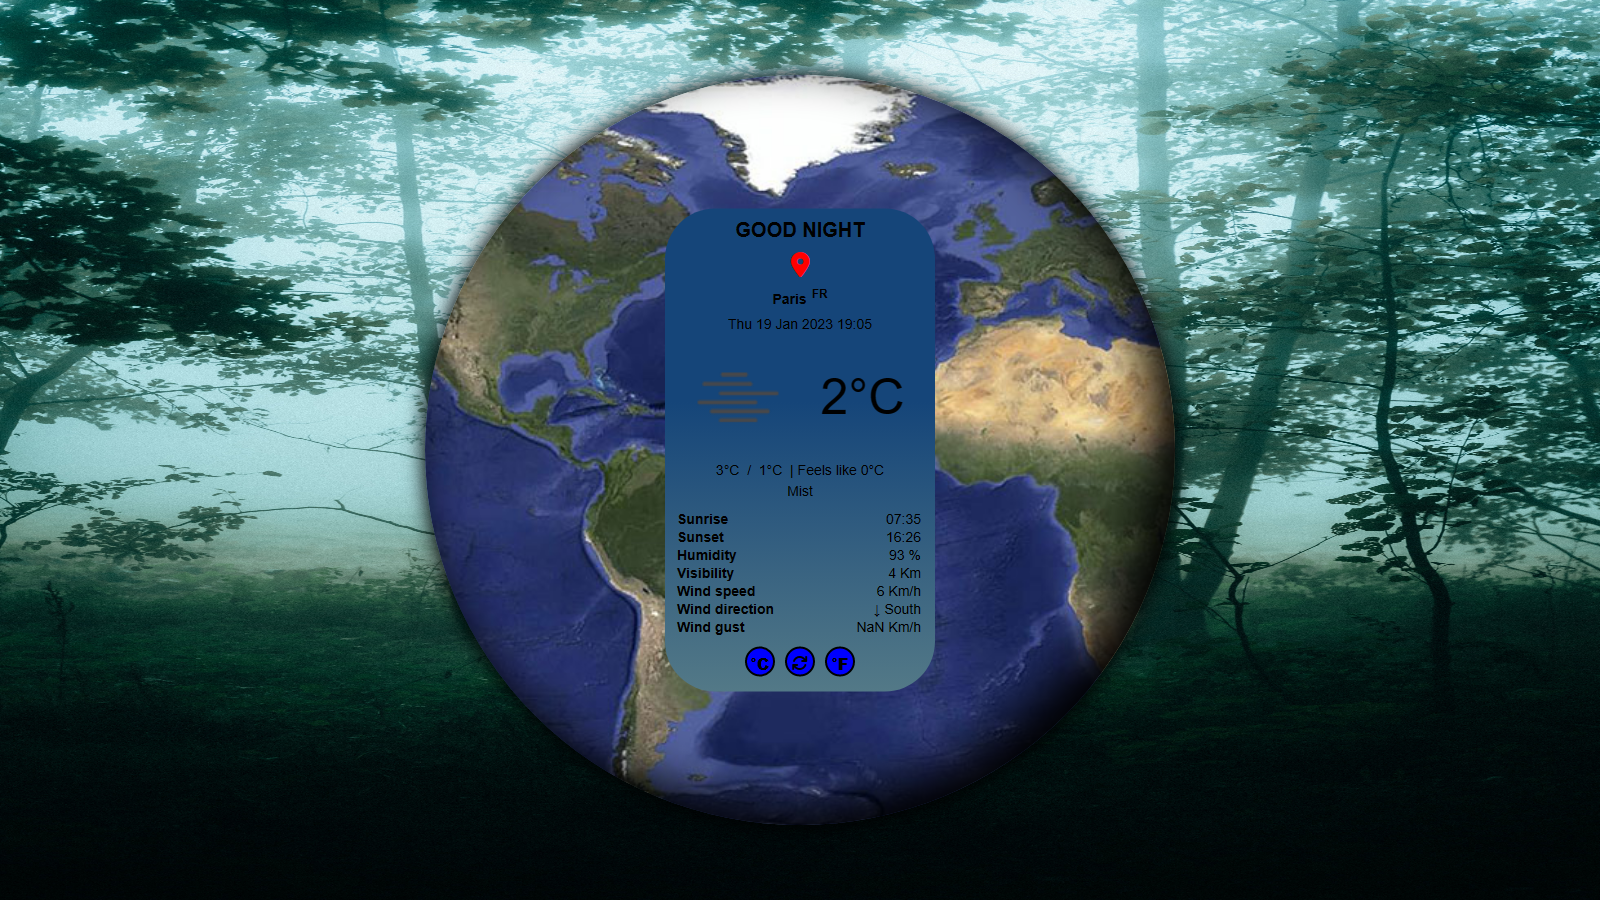 GOOD NIGHT
Paris FR
Thu 19 Jan 2023 19:05
2°C
3°C / 1°C | Feels like 0°C
Mist
Sunrise 07:35
Sunset 16:26
Humidity 93 %
Visibility 4 Km
Wind speed 6 Km/h
Wind direction ↓ South
Wind gust NaN Km/h
°C °F